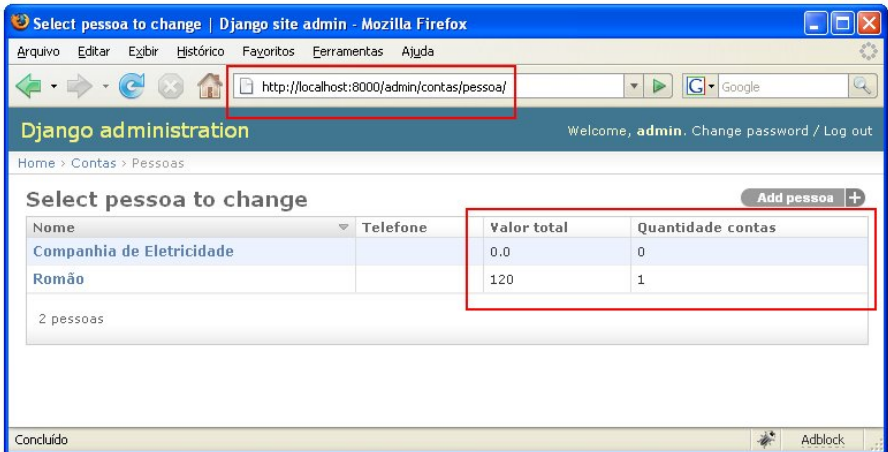 Select pessoa to change | Django site admin - Mozilla Firefox
Arquivo Editar Exibir Histórico Favoritos Ferramentas Ajuda
http://localhost:8000/admin/contas/pessoa/ G Google
Django administration Welcome, admin. Change password / Log out
Home › Contas › Pessoas
Select pessoa to change Add pessoa +
Nome Telefone Valor total Quantidade contas
Companhia de Eletricidade 0.0 0
Romão 120 1
2 pessoas
Concluído Adblock